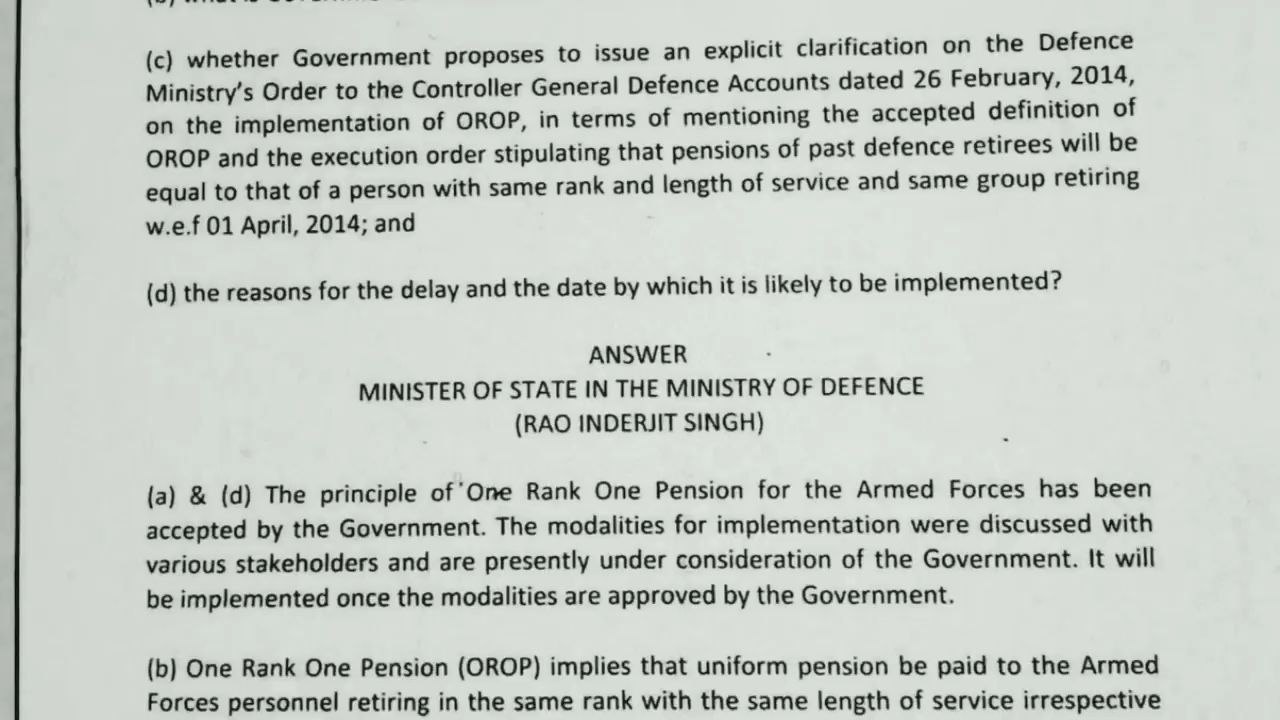 (c) whether Government proposes to issue an explicit clarification on the Defence
Ministry's Order to the Controller General Defence Accounts dated 26 February, 2014,
on the implementation of OROP, in terms of mentioning the accepted definition of
OROP and the execution order stipulating that pensions of past defence retirees will be
equal to that of a person with same rank and length of service and same group retiring
w.e.f 01 April, 2014; and
(d) the reasons for the delay and the date by which it is likely to be implemented?
ANSWER
MINISTER OF STATE IN THE MINISTRY OF DEFENCE
(RAO INDERJIT SINGH)
(a) & (d) The principle of One Rank One Pension for the Armed Forces has been
accepted by the Government. The modalities for implementation were discussed with
various stakeholders and are presently under consideration of the Government. It will
be implemented once the modalities are approved by the Government.
(b) One Rank One Pension (OROP) implies that uniform pension be paid to the Armed
Forces personnel retiring in the same rank with the same length of service irrespective